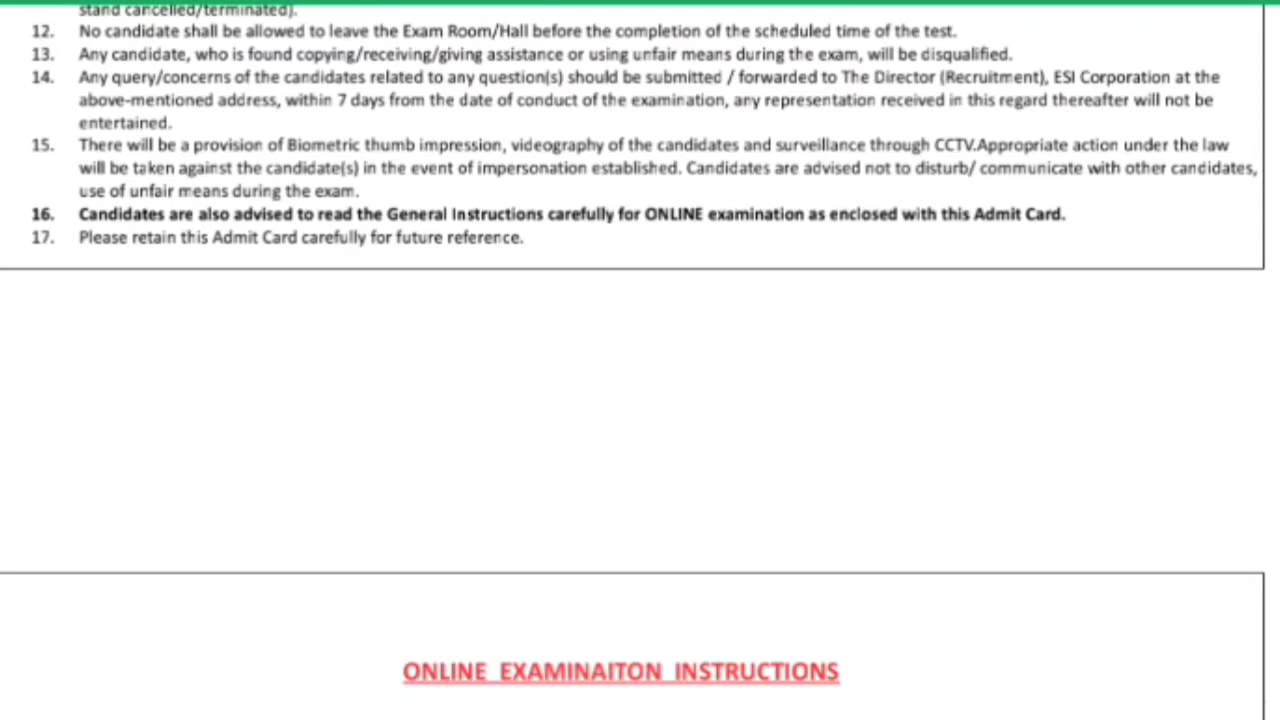 stand cancelled/terminated).
12. No candidate shall be allowed to leave the Exam Room/Hall before the completion of the scheduled time of the test.
13. Any candidate, who is found copying/receiving/giving assistance or using unfair means during the exam, will be disqualified.
14. Any query/concerns of the candidates related to any question(s) should be submitted / forwarded to The Director (Recruitment), ESI Corporation at the
above-mentioned address, within 7 days from the date of conduct of the examination, any representation received in this regard thereafter will not be
entertained.
15. There will be a provision of Biometric thumb impression, videography of the candidates and surveillance through CCTV.Appropriate action under the law
will be taken against the candidate(s) in the event of impersonation established. Candidates are advised not to disturb/ communicate with other candidates,
use of unfair means during the exam.
16. Candidates are also advised to read the General Instructions carefully for ONLINE examination as enclosed with this Admit Card.
17. Please retain this Admit Card carefully for future reference.
ONLINE EXAMINAITON INSTRUCTIONS